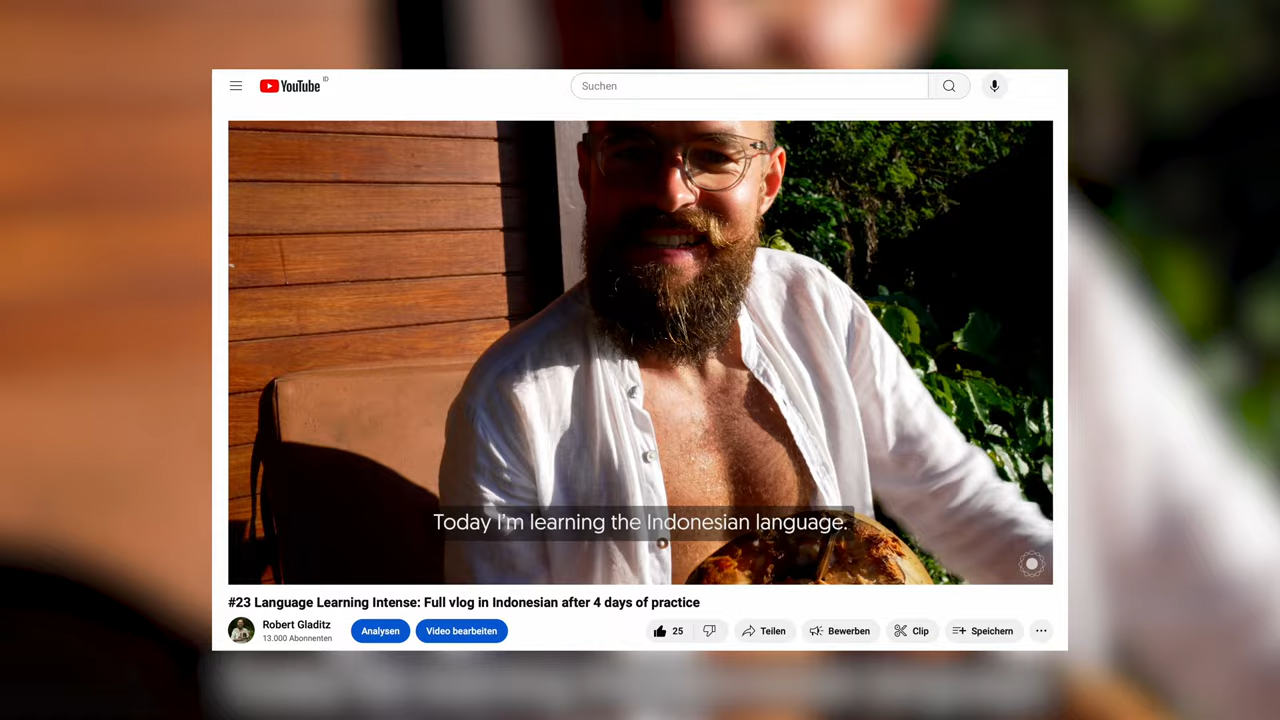 YouTube ID
Suchen
Today I'm learning the Indonesian language.
#23 Language Learning Intense: Full vlog in Indonesian after 4 days of practice
Robert Gladitz
13.000 Abonnenten
Analysen
Video bearbeiten
25
Teilen
Bewerben
Clip
Speichern